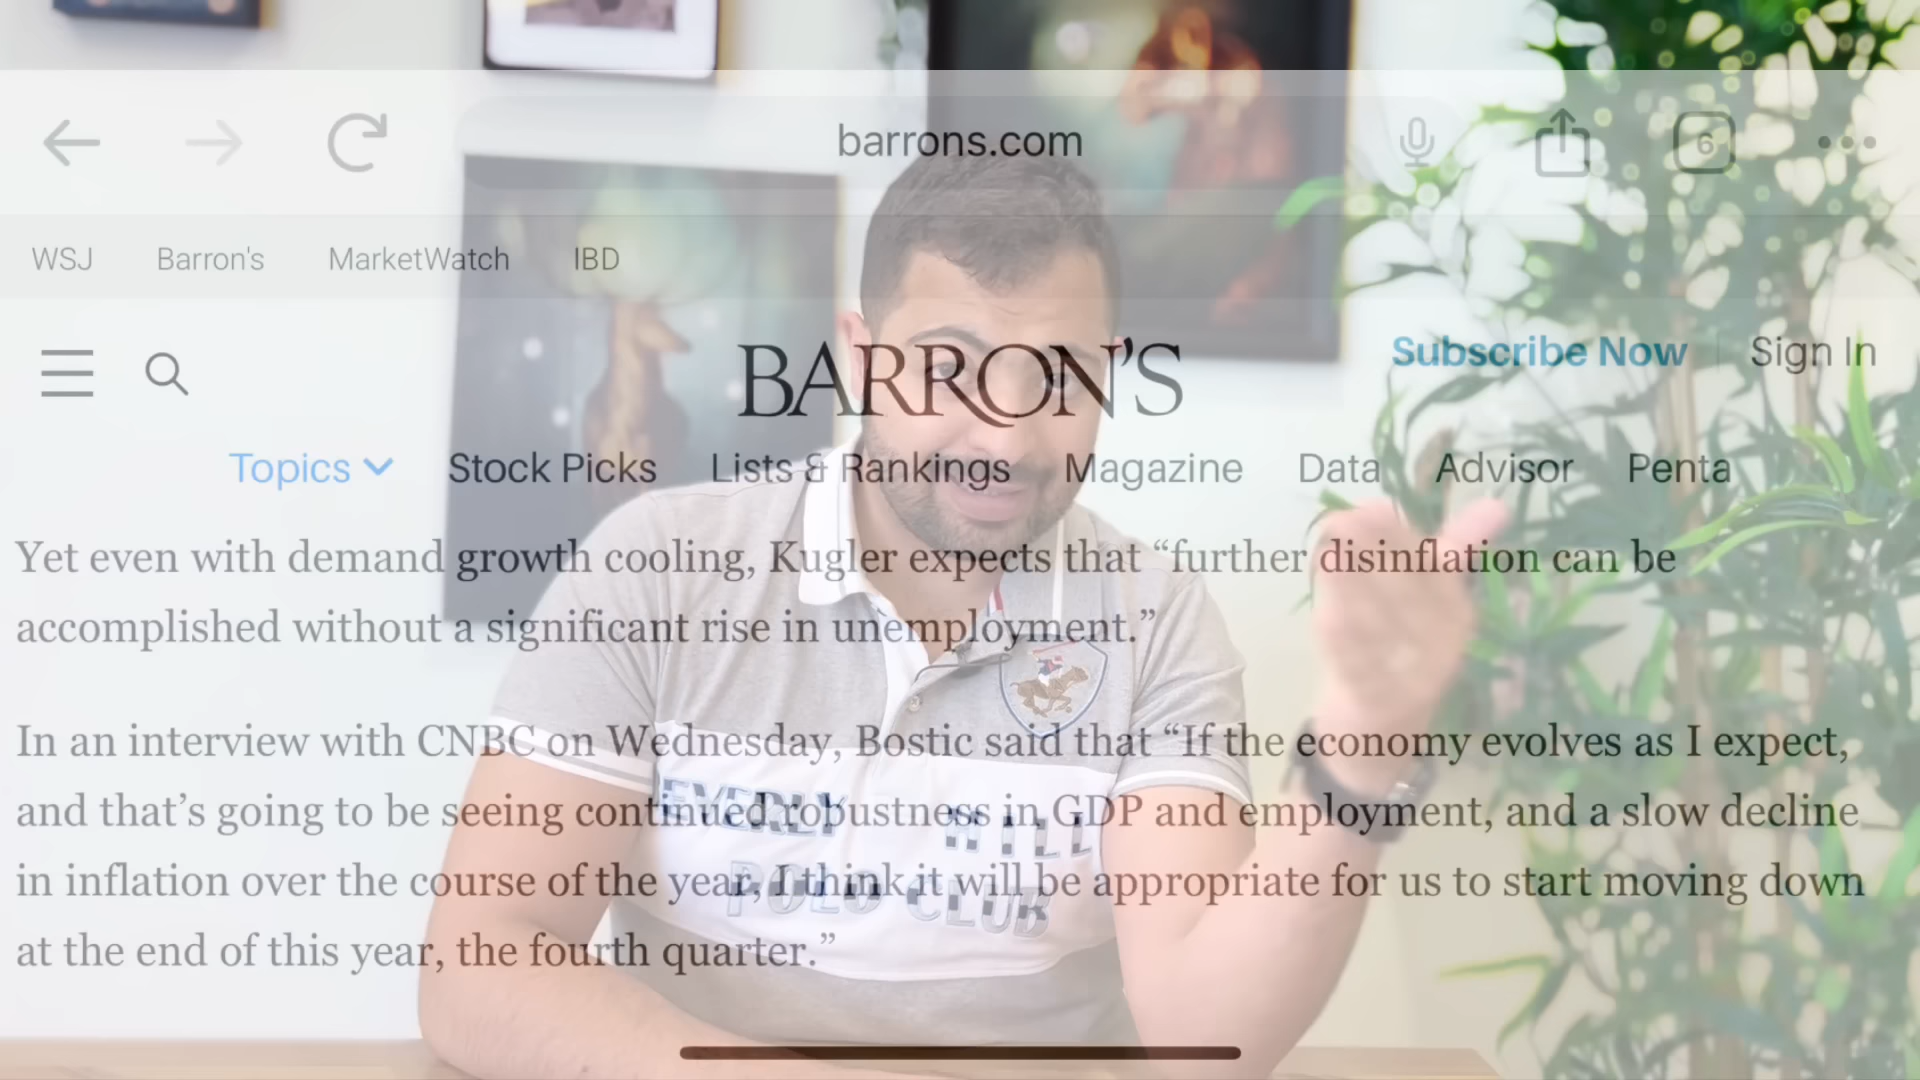 barrons.com
6
WSJ Barron's MarketWatch IBD
BARRON'S
Subscribe Now Sign In
Topics Stock Picks Lists & Rankings Magazine Data Advisor Penta
Yet even with demand growth cooling, Kugler expects that “further disinflation can be
accomplished without a significant rise in unemployment.”
In an interview with CNBC on Wednesday, Bostic said that “If the economy evolves as I expect,
and that’s going to be seeing continued robustness in GDP and employment, and a slow decline
in inflation over the course of the year, I think it will be appropriate for us to start moving down
at the end of this year, the fourth quarter.”
EVERLY HILL
POLO CLUB